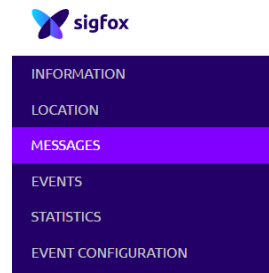 sigfox
INFORMATION
LOCATION
MESSAGES
EVENTS
STATISTICS
EVENT CONFIGURATION